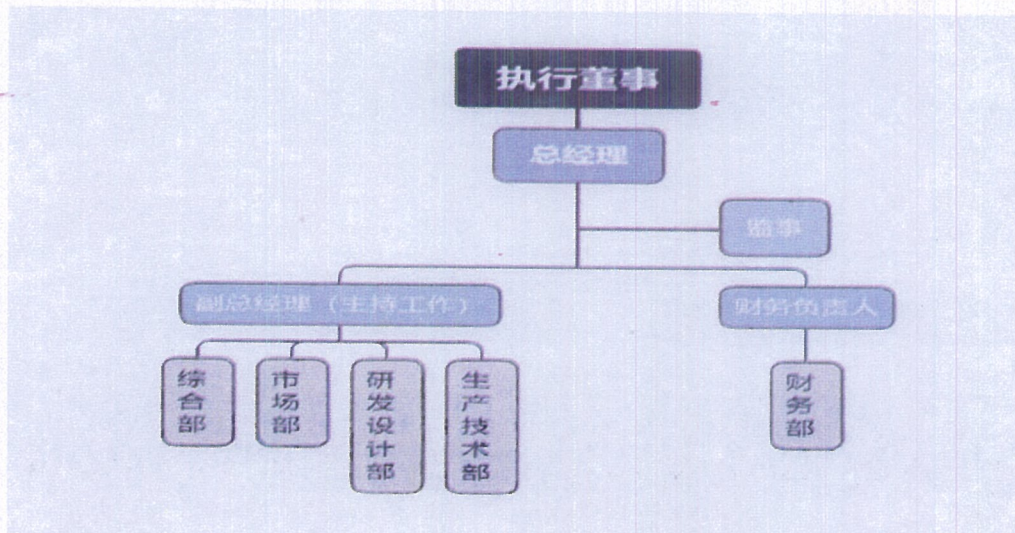 执行董事
总经理
监事
副总经理（主持工作）
财务负责人
综合部
市场部
研发设计部
生产技术部
财务部